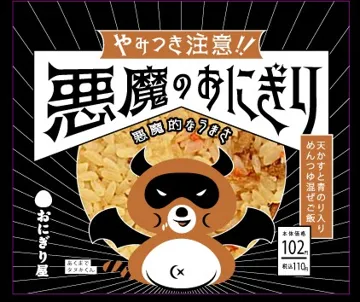 やみつき注意!!
悪魔のおにぎり
悪魔的なうまさ
天かすと青のり入り
めんつゆ混ぜご飯
おにぎり屋
あくまで
タヌキくん
本体価格
102円
税込110円